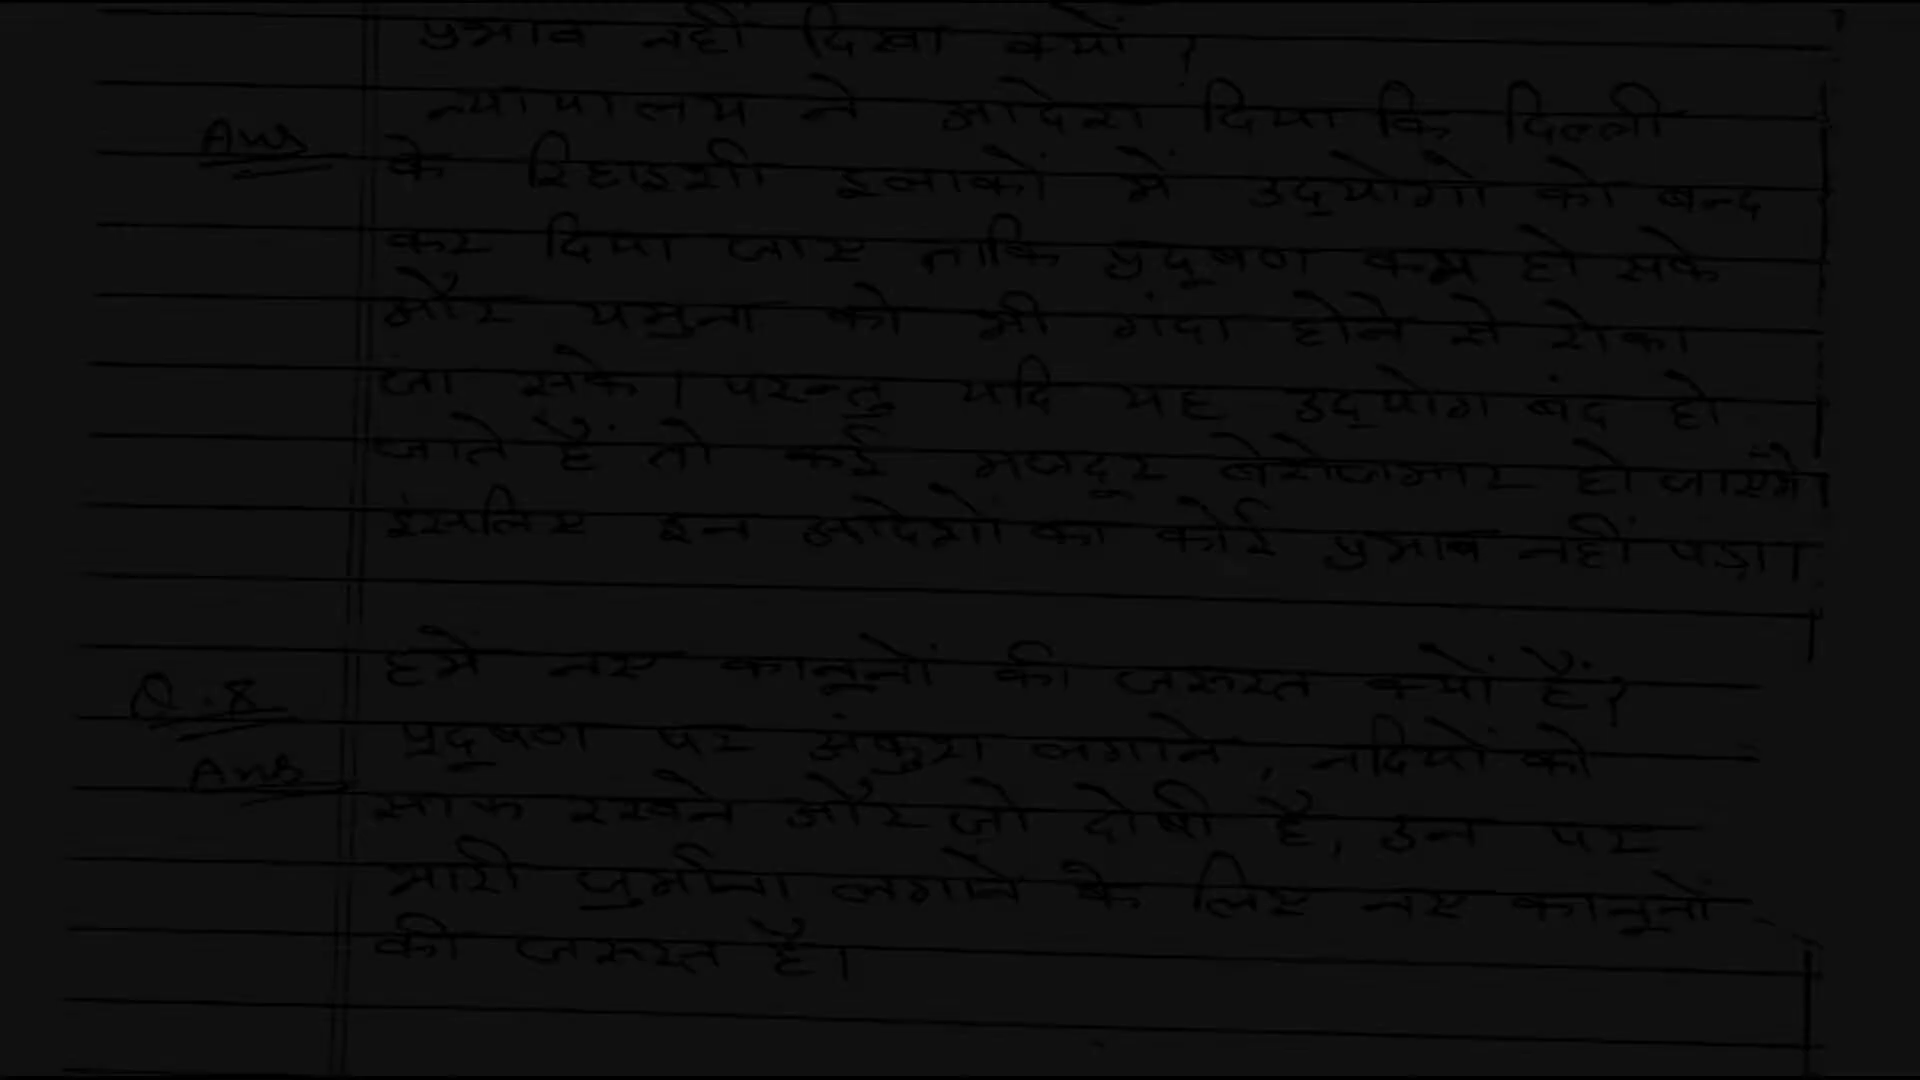 प्रभाव नहीं दिखा क्यों ?
Ans न्यायालय ने आदेश दिया कि दिल्ली
के रिहाइशी इलाकों में उद्योगों को बन्द
कर दिया जाए ताकि प्रदूषण कम हो सके
और यमुना को भी गंदा होने से रोका
जा सके। परन्तु यदि यह उद्योग बंद हो
जाते हैं तो कई मजदूर बेरोजगार हो जाएंगे।
इसलिए इन आदेशों का कोई प्रभाव नहीं पड़ा।
Q.8 हमे नए कानूनों की जरूरत क्यों हैं?
Ans प्रदूषण पर अंकुश लगाने, नदियों को
साफ रखने और जो दोषी है, उन पर
भारी जुर्माना लगाने के लिए नए कानूनों
की जरूरत है।